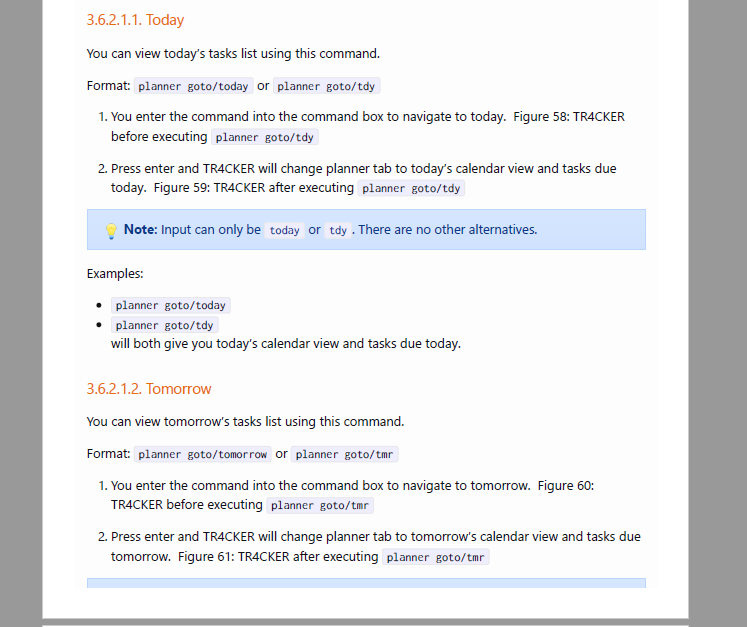 3.6.2.1.1. Today
You can view today's tasks list using this command.
Format: planner goto/today or planner goto/tdy
1. You enter the command into the command box to navigate to today. Figure 58: TR4CKER
before executing planner goto/tdy
2. Press enter and TR4CKER will change planner tab to today's calendar view and tasks due
today. Figure 59: TR4CKER after executing planner goto/tdy
Note: Input can only be today or tdy . There are no other alternatives.
Examples:
• planner goto/today
• planner goto/tdy
will both give you today's calendar view and tasks due today.
3.6.2.1.2. Tomorrow
You can view tomorrow's tasks list using this command.
Format: planner goto/tomorrow or planner goto/tmr
1. You enter the command into the command box to navigate to tomorrow. Figure 60:
TR4CKER before executing planner goto/tmr
2. Press enter and TR4CKER will change planner tab to tomorrow's calendar view and tasks due
tomorrow. Figure 61: TR4CKER after executing planner goto/tmr